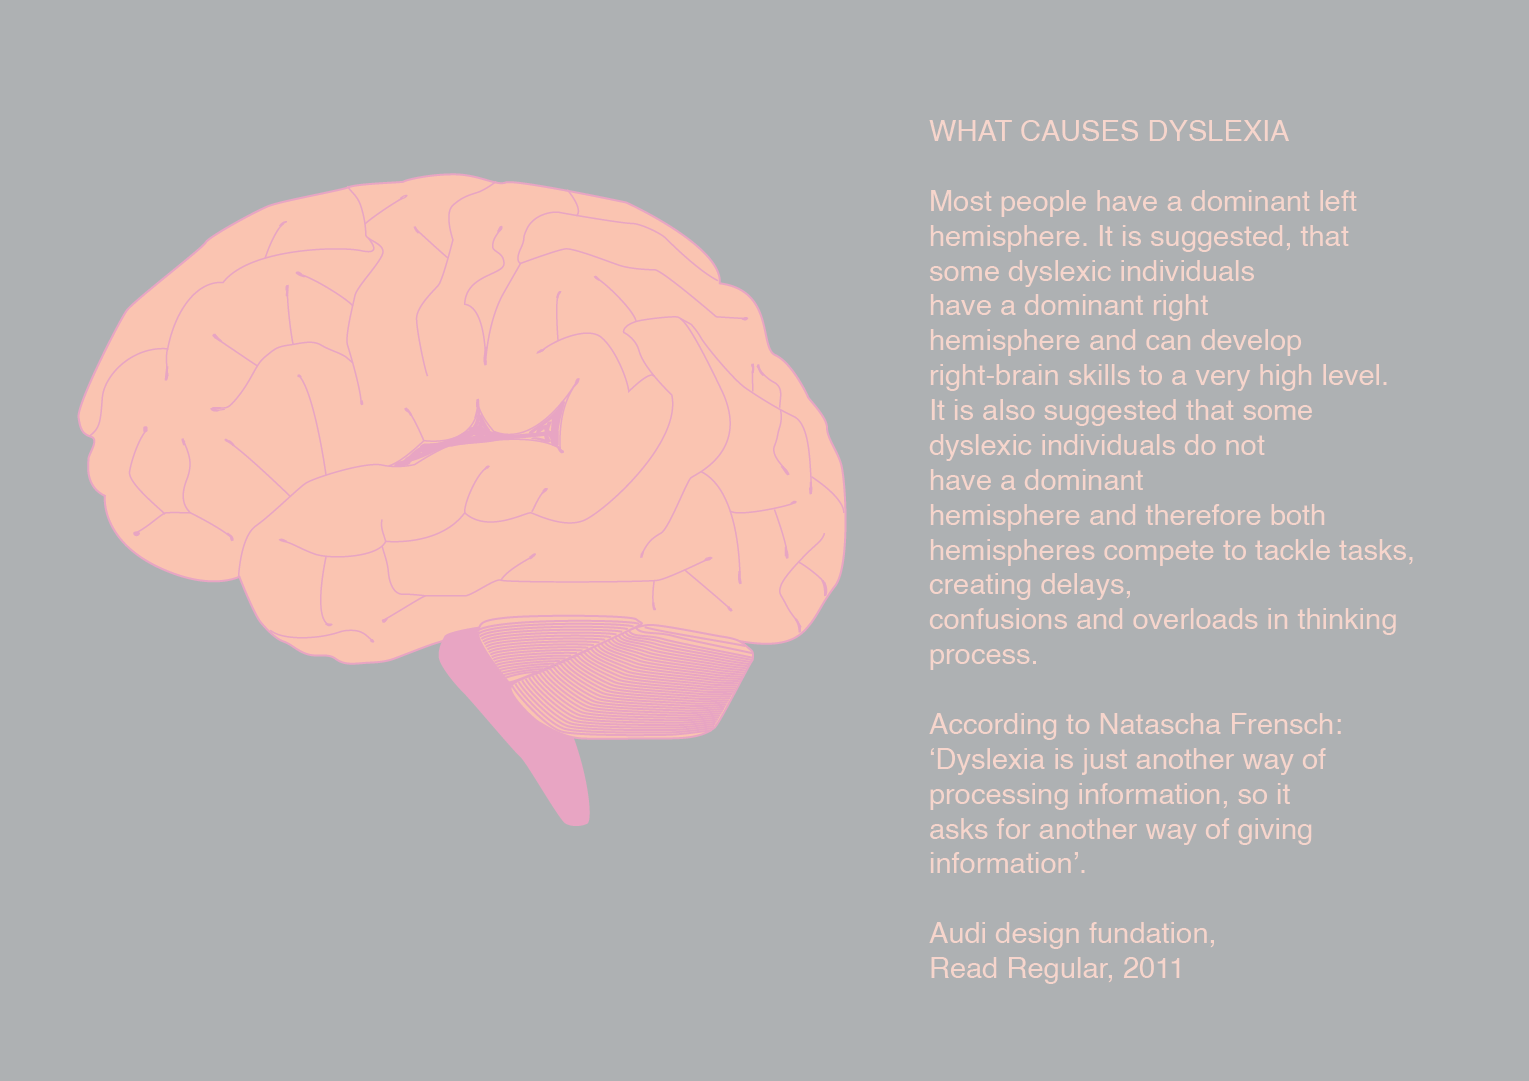 WHAT CAUSES DYSLEXIA
Most people have a dominant left
hemisphere. It is suggested, that
some dyslexic individuals
have a dominant right
hemisphere and can develop
right-brain skills to a very high level.
It is also suggested that some
dyslexic individuals do not
have a dominant
hemisphere and therefore both
hemispheres compete to tackle tasks,
creating delays,
confusions and overloads in thinking
process.
According to Natascha Frensch:
‘Dyslexia is just another way of
processing information, so it
asks for another way of giving
information’.
Audi design fundation,
Read Regular, 2011